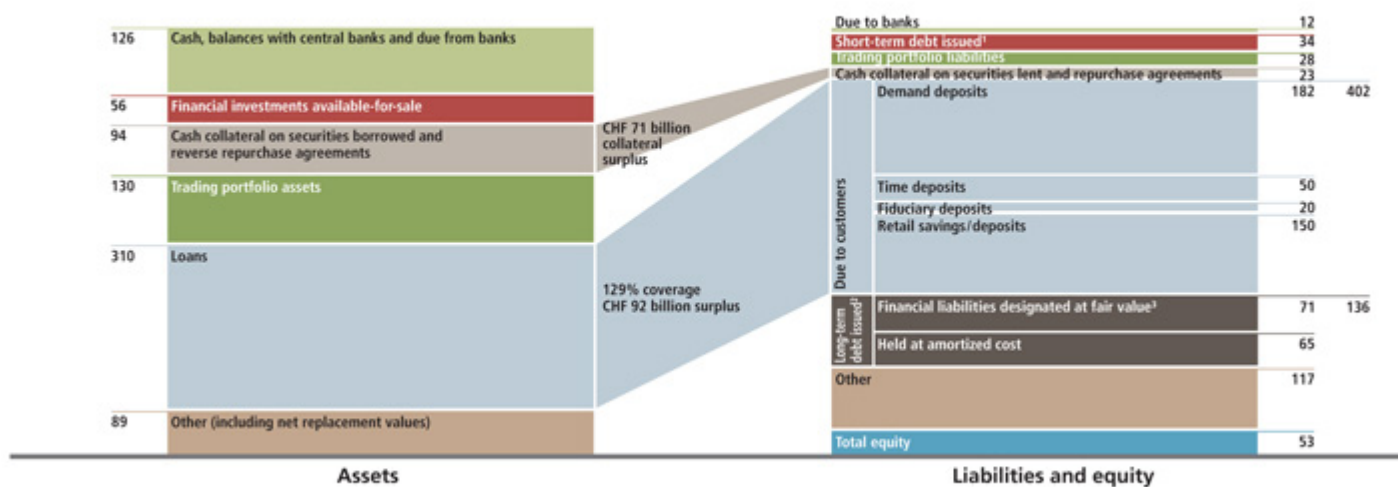 126 Cash, balances with central banks and due from banks
56 Financial investments available-for-sale
94 Cash collateral on securities borrowed and
reverse repurchase agreements
130 Trading portfolio assets
310 Loans
89 Other (including net replacement values)
CHF 71 billion
collateral
surplus
129% coverage
CHF 92 billion surplus
Due to banks 12
Short-term debt issued¹ 34
Trading portfolio liabilities 28
Cash collateral on securities lent and repurchase agreements 23
Due to customers
Demand deposits 182 402
Time deposits 50
Fiduciary deposits 20
Retail savings/deposits 150
Long-term
debt issued²
Financial liabilities designated at fair value³ 71 136
Held at amortized cost 65
Other 117
Total equity 53
Assets
Liabilities and equity